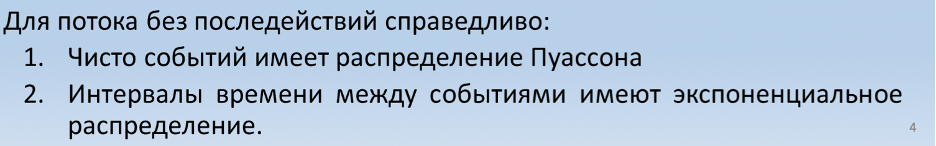 Для потока без последействий справедливо:
1. Чисто событий имеет распределение Пуассона
2. Интервалы времени между событиями имеют экспоненциальное
распределение.
4